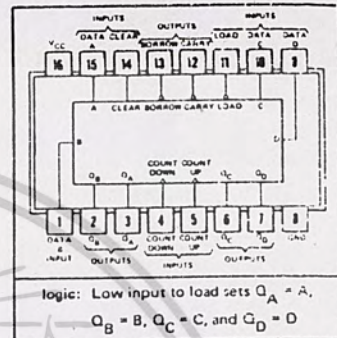 INPUTS OUTPUTS INPUTS
DATA CLEAR LOAD DATA DATA
VCC A BORROW CARRY C D
16 15 14 13 12 11 10 9
A CLEAR BORROW CARRY LOAD C
B D
COUNT COUNT
QB QA DOWN UP QC QD
1 2 3 4 5 6 7 8
DATA QB QA COUNT COUNT QC QD GND
B DOWN UP
INPUT OUTPUTS INPUTS OUTPUTS
logic: Low input to load sets QA = A,
QB = B, QC = C, and QD = D